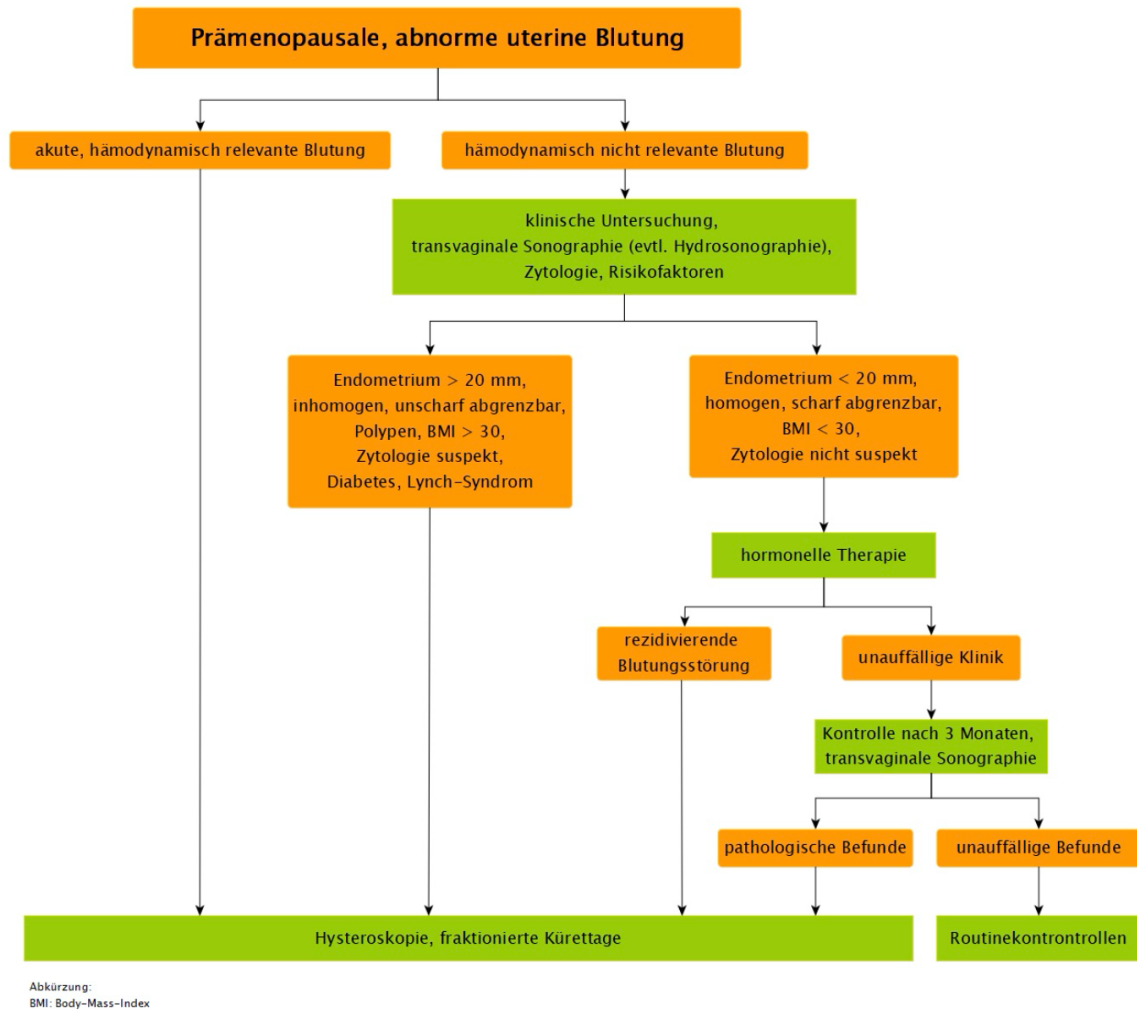 Prämenopausale, abnorme uterine Blutung
akute, hämodynamisch relevante Blutung
hämodynamisch nicht relevante Blutung
klinische Untersuchung,
transvaginale Sonographie (evtl. Hydrosonographie),
Zytologie, Risikofaktoren
Endometrium > 20 mm,
inhomogen, unscharf abgrenzbar,
Polypen, BMI > 30,
Zytologie suspekt,
Diabetes, Lynch-Syndrom
Endometrium < 20 mm,
homogen, scharf abgrenzbar,
BMI < 30,
Zytologie nicht suspekt
hormonelle Therapie
rezidivierende
Blutungsstörung
unauffällige Klinik
Kontrolle nach 3 Monaten,
transvaginale Sonographie
pathologische Befunde
unauffällige Befunde
Hysteroskopie, fraktionierte Kürettage
Routinekontrontrollen
Abkürzung:
BMI: Body-Mass-Index